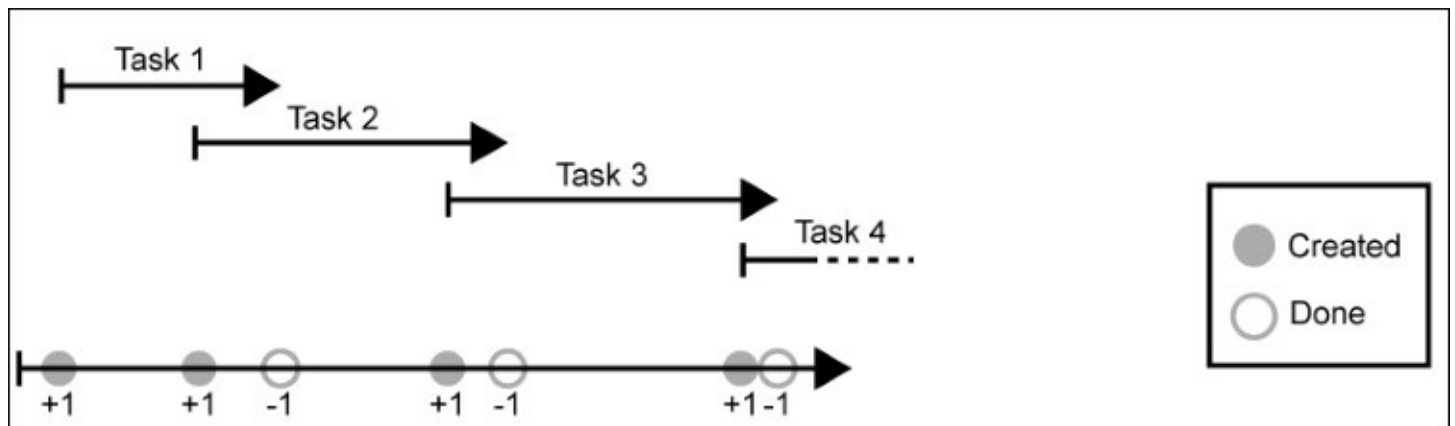 Task 1
Task 2
Task 3
Task 4
Created
Done
+1 +1 -1 +1 -1 +1 -1